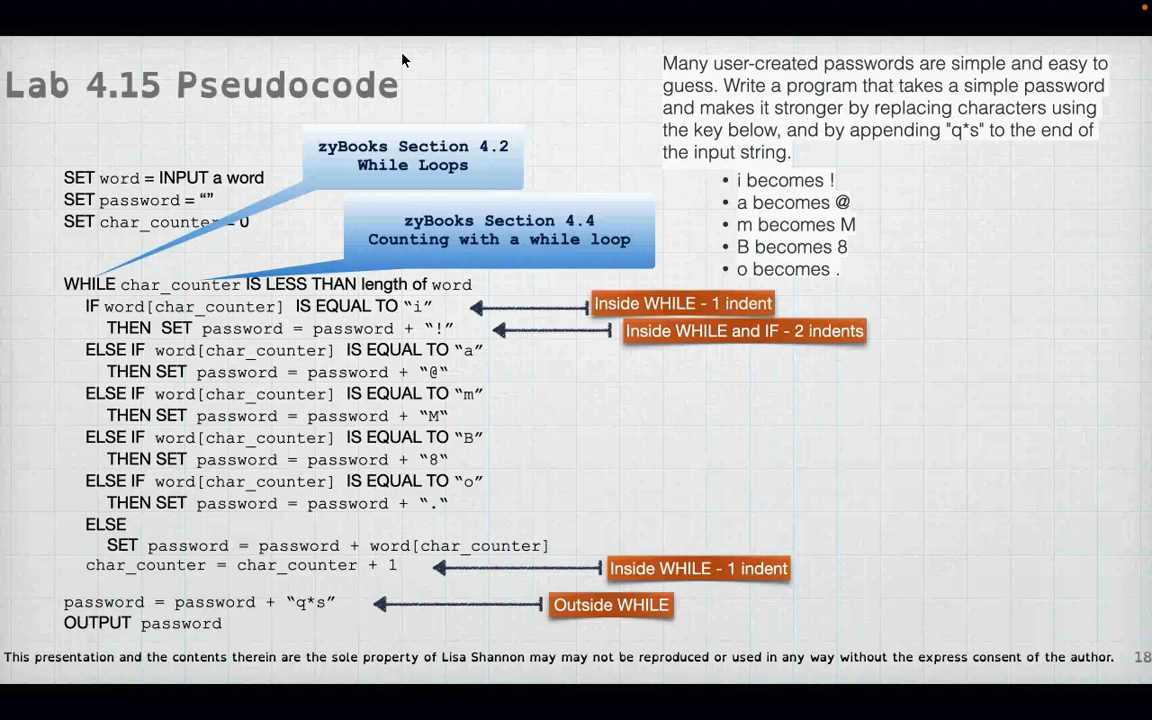 Lab 4.15 Pseudocode
Many user-created passwords are simple and easy to
guess. Write a program that takes a simple password
and makes it stronger by replacing characters using
the key below, and by appending "q*s" to the end of
the input string.
• i becomes !
• a becomes @
• m becomes M
• B becomes 8
• o becomes .
zyBooks Section 4.2
While Loops
zyBooks Section 4.4
Counting with a while loop
SET word = INPUT a word
SET password = “”
SET char_counter = 0
WHILE char_counter IS LESS THAN length of word
IF word[char_counter] IS EQUAL TO “i”
Inside WHILE - 1 indent
THEN SET password = password + “!”
Inside WHILE and IF - 2 indents
ELSE IF word[char_counter] IS EQUAL TO “a”
THEN SET password = password + “@“
ELSE IF word[char_counter] IS EQUAL TO “m”
THEN SET password = password + “M“
ELSE IF word[char_counter] IS EQUAL TO “B”
THEN SET password = password + “8“
ELSE IF word[char_counter] IS EQUAL TO “o”
THEN SET password = password + “.“
ELSE
SET password = password + word[char_counter]
char_counter = char_counter + 1
Inside WHILE - 1 indent
password = password + “q*s”
Outside WHILE
OUTPUT password
This presentation and the contents therein are the sole property of Lisa Shannon may may not be reproduced or used in any way without the express consent of the author.
18